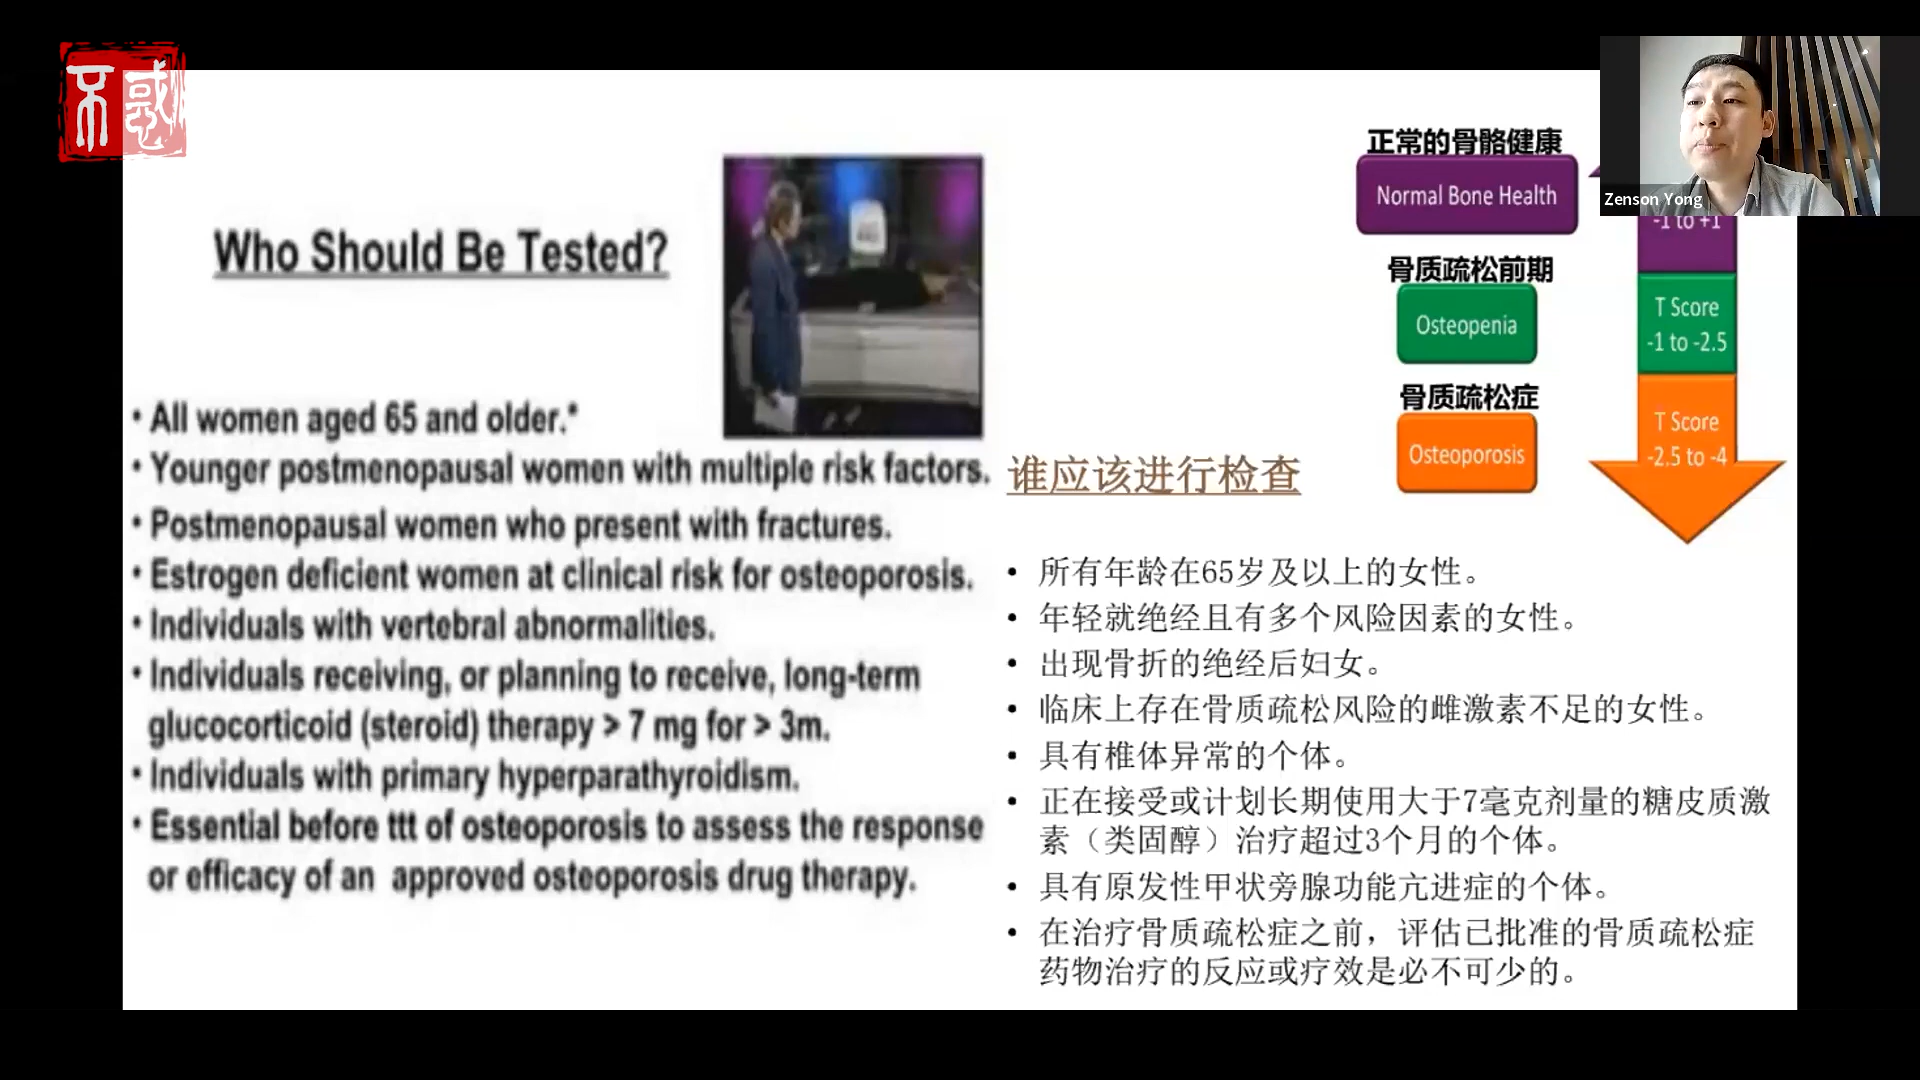 不惑
Who Should Be Tested?
• All women aged 65 and older.*
• Younger postmenopausal women with multiple risk factors.
• Postmenopausal women who present with fractures.
• Estrogen deficient women at clinical risk for osteoporosis.
• Individuals with vertebral abnormalities.
• Individuals receiving, or planning to receive, long-term
glucocorticoid (steroid) therapy > 7 mg for > 3m.
• Individuals with primary hyperparathyroidism.
• Essential before ttt of osteoporosis to assess the response
or efficacy of an approved osteoporosis drug therapy.
正常的骨骼健康
Normal Bone Health
骨质疏松前期
Osteopenia
骨质疏松症
Osteoporosis
-1 to +1
T Score
-1 to -2.5
T Score
-2.5 to -4
Zenson Yong
谁应该进行检查
• 所有年龄在65岁及以上的女性。
• 年轻就绝经且有多个风险因素的女性。
• 出现骨折的绝经后妇女。
• 临床上存在骨质疏松风险的雌激素不足的女性。
• 具有椎体异常的个体。
• 正在接受或计划长期使用大于7毫克剂量的糖皮质激
素（类固醇）治疗超过3个月的个体。
• 具有原发性甲状旁腺功能亢进症的个体。
• 在治疗骨质疏松症之前，评估已批准的骨质疏松症
药物治疗的反应或疗效是必不可少的。